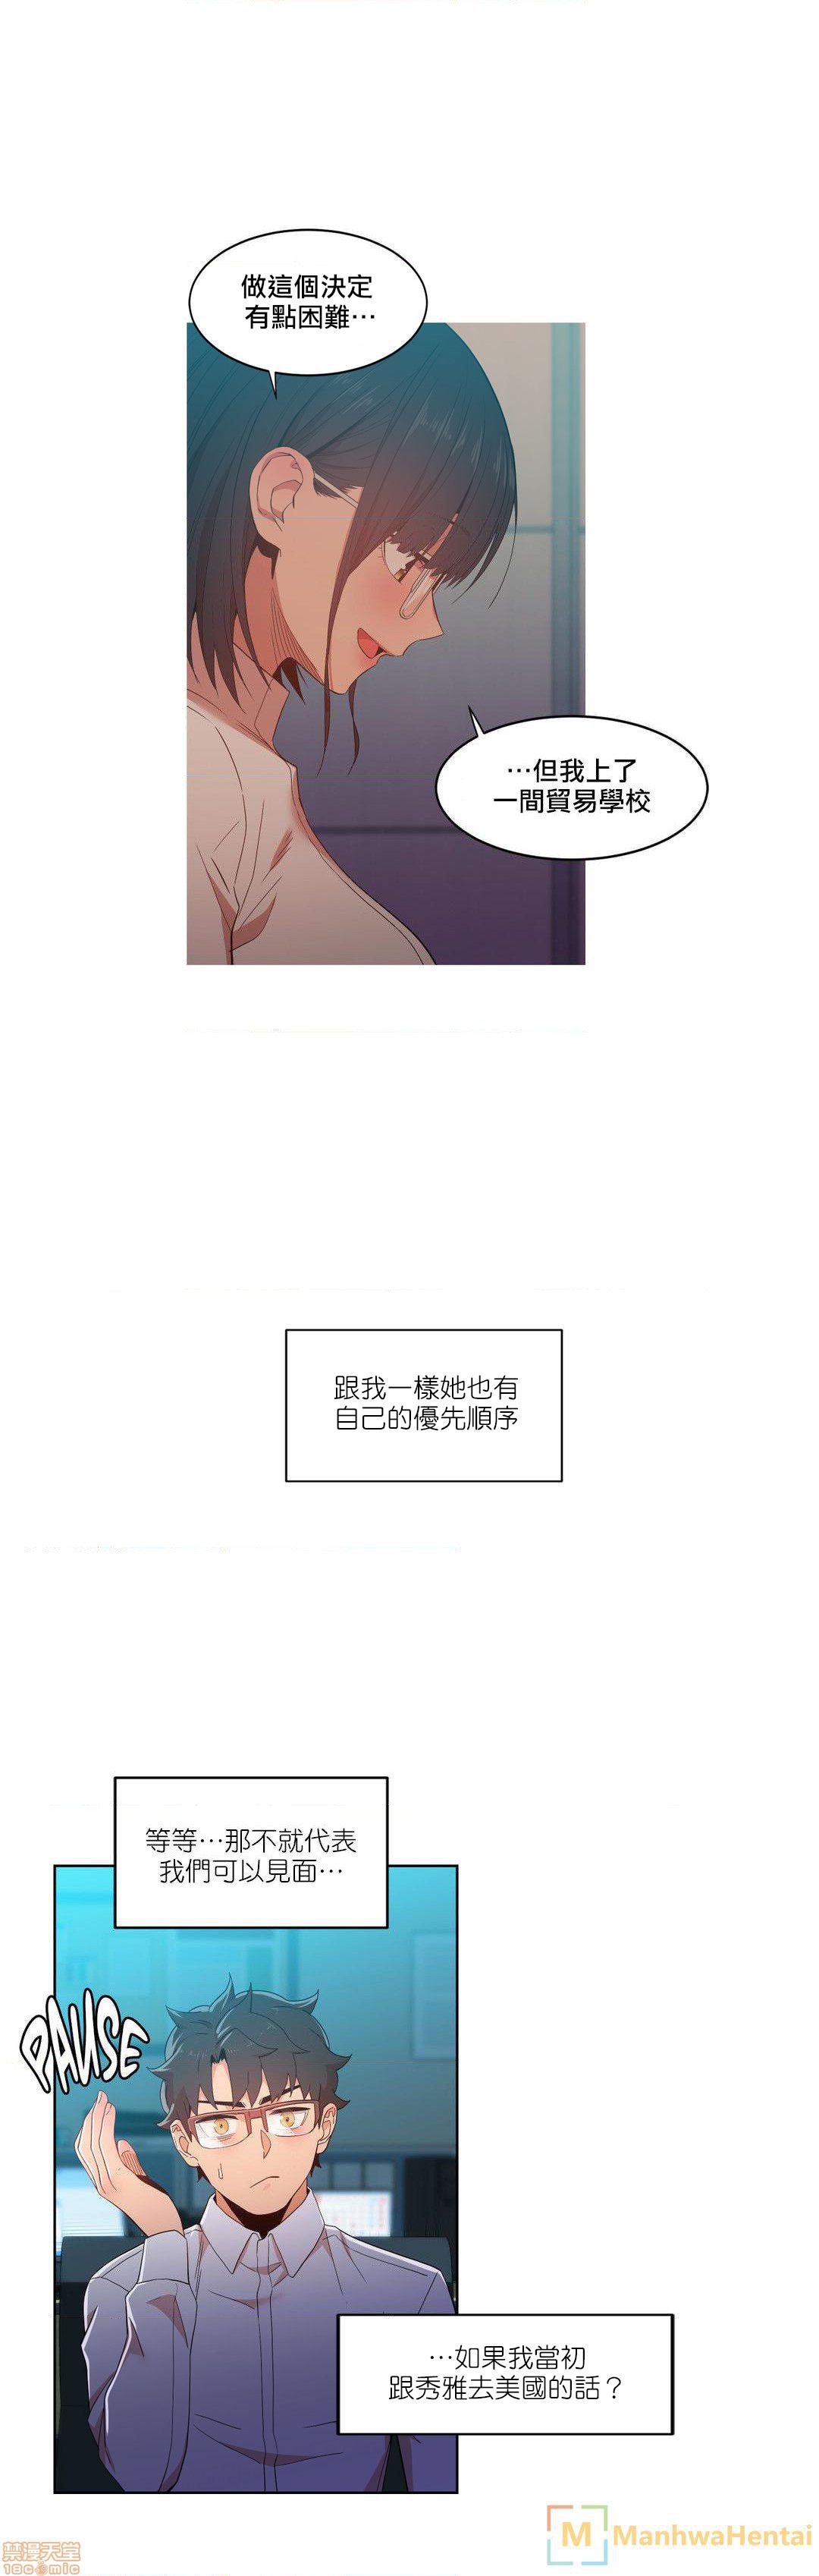 做這個決定
有點困難…
…但我上了
一間貿易學校
跟我一樣她也有
自己的優先順序
等等…那不就代表
我們可以見面…
PAUSE
…如果我當初
跟秀雅去美國的話？
M ManhwaHentai
禁漫天堂
18comic